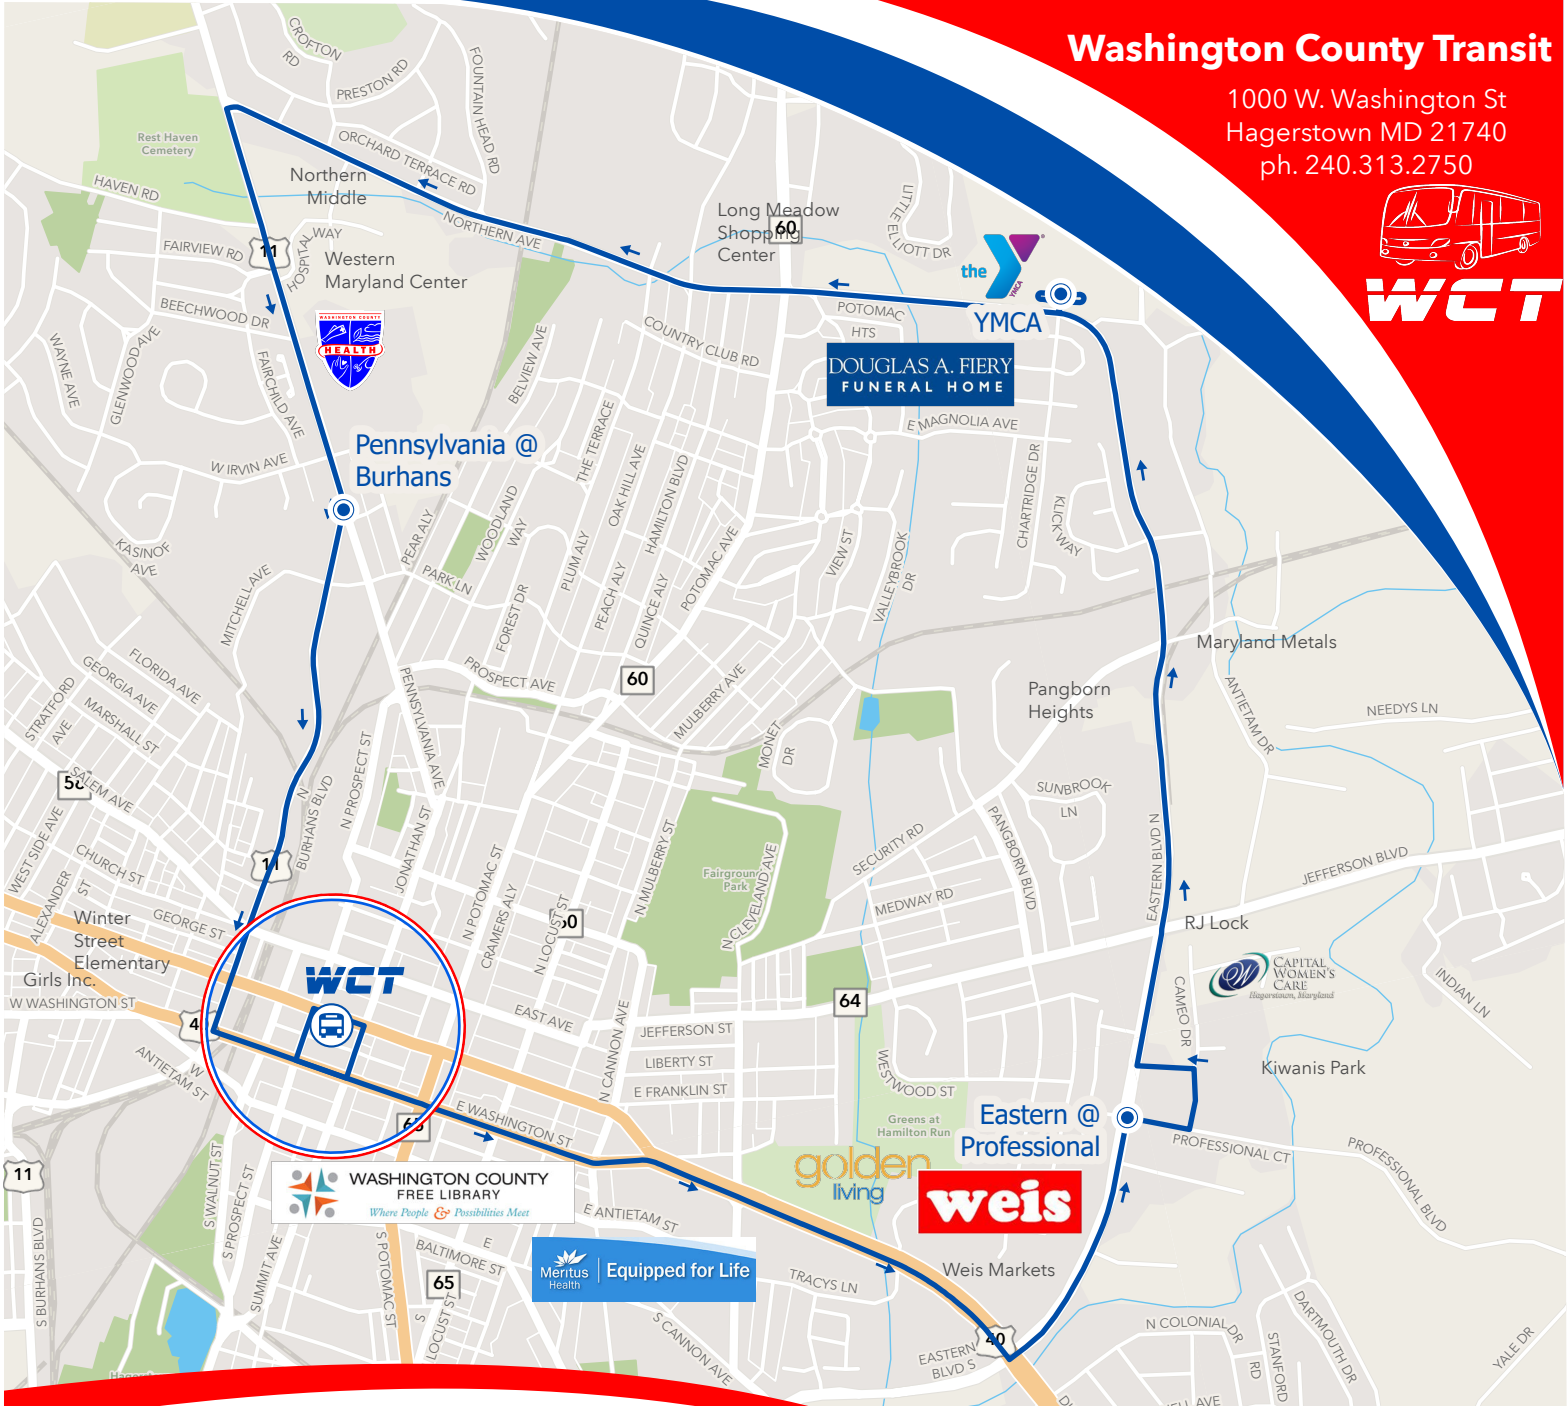 Washington County Transit
1000 W. Washington St
Hagerstown MD 21740
ph. 240.313.2750
WCT
CROFTON
RD
PRESTON RD
FOUNTAIN HEAD RD
ORCHARD TERRACE RD
Rest Haven
Cemetery
HAVEN RD
Northern
Middle
NORTHERN AVE
LITTLE
ELLIOTT DR
Long Meadow
Shopping
Center
60
FAIRVIEW RD
11
HOSPITAL
WAY
Western
Maryland Center
the
YMCA
YMCA
BEECHWOOD DR
WASHINGTON COUNTY
HEALTH
POTOMAC
HTS
COUNTRY CLUB RD
WAYNE AVE
GLENWOOD AVE
FAIRCHILD AVE
BELVIEW AVE
DOUGLAS A. FIERY
FUNERAL HOME
E MAGNOLIA AVE
Pennsylvania @
Burhans
W IRVIN AVE
THE TERRACE
OAK HILL AVE
HAMILTON BLVD
CHARTRIDGE DR
KLICK WAY
WOODLAND
WAY
PEAR ALY
KASINOF
AVE
PARK LN
PLUM ALY
PEACH ALY
QUINCE ALY
POTOMAC AVE
VIEW ST
VALLEYBROOK
DR
MITCHELL AVE
FOREST DR
Maryland Metals
FLORIDA AVE
GEORGIA AVE
STRATFORD
AVE
MARSHALL ST
PENNSYLVANIA AVE
PROSPECT AVE
60
MULBERRY AVE
Pangborn
Heights
ANTIETAM DR
NEEDYS LN
MONET
DR
58
SALEM AVE
N PROSPECT ST
N
BURHANS BLVD
SUNBROOK
LN
WEST SIDE AVE
CHURCH ST
11
JONATHAN ST
N POTOMAC ST
N MULBERRY ST
Fairground
Park
N CLEVELAND AVE
SECURITY RD
PANGBORN BLVD
EASTERN BLVD N
JEFFERSON BLVD
ALEXANDER
ST
Winter
Street
Elementary
GEORGE ST
CRAMERS ALY
N LOCUST ST
MEDWAY RD
RJ Lock
Girls Inc.
W WASHINGTON ST
WCT
64
CAPITAL
WOMEN'S
CARE
Hagerstown, Maryland
INDIAN LN
CAMEO DR
EAST AVE
JEFFERSON ST
LIBERTY ST
E FRANKLIN ST
N CANNON AVE
ANTIETAM ST
W
WESTWOOD ST
Kiwanis Park
Greens at
Hamilton Run
Eastern @
Professional
E WASHINGTON ST
PROFESSIONAL CT
PROFESSIONAL BLVD
golden
living
weis
11
S WALNUT ST
S PROSPECT ST
WASHINGTON COUNTY
FREE LIBRARY
Where People & Possibilities Meet
E ANTIETAM ST
E
BALTIMORE ST
Meritus
Health
Equipped for Life
65
S BURHANS BLVD
SUMMIT AVE
S POTOMAC ST
S
LOCUST ST
TRACYS LN
S CANNON AVE
Weis Markets
40
EASTERN
BLVD S
N COLONIAL
DR
STANFORD
RD
DARTMOUTH DR
YALE DR